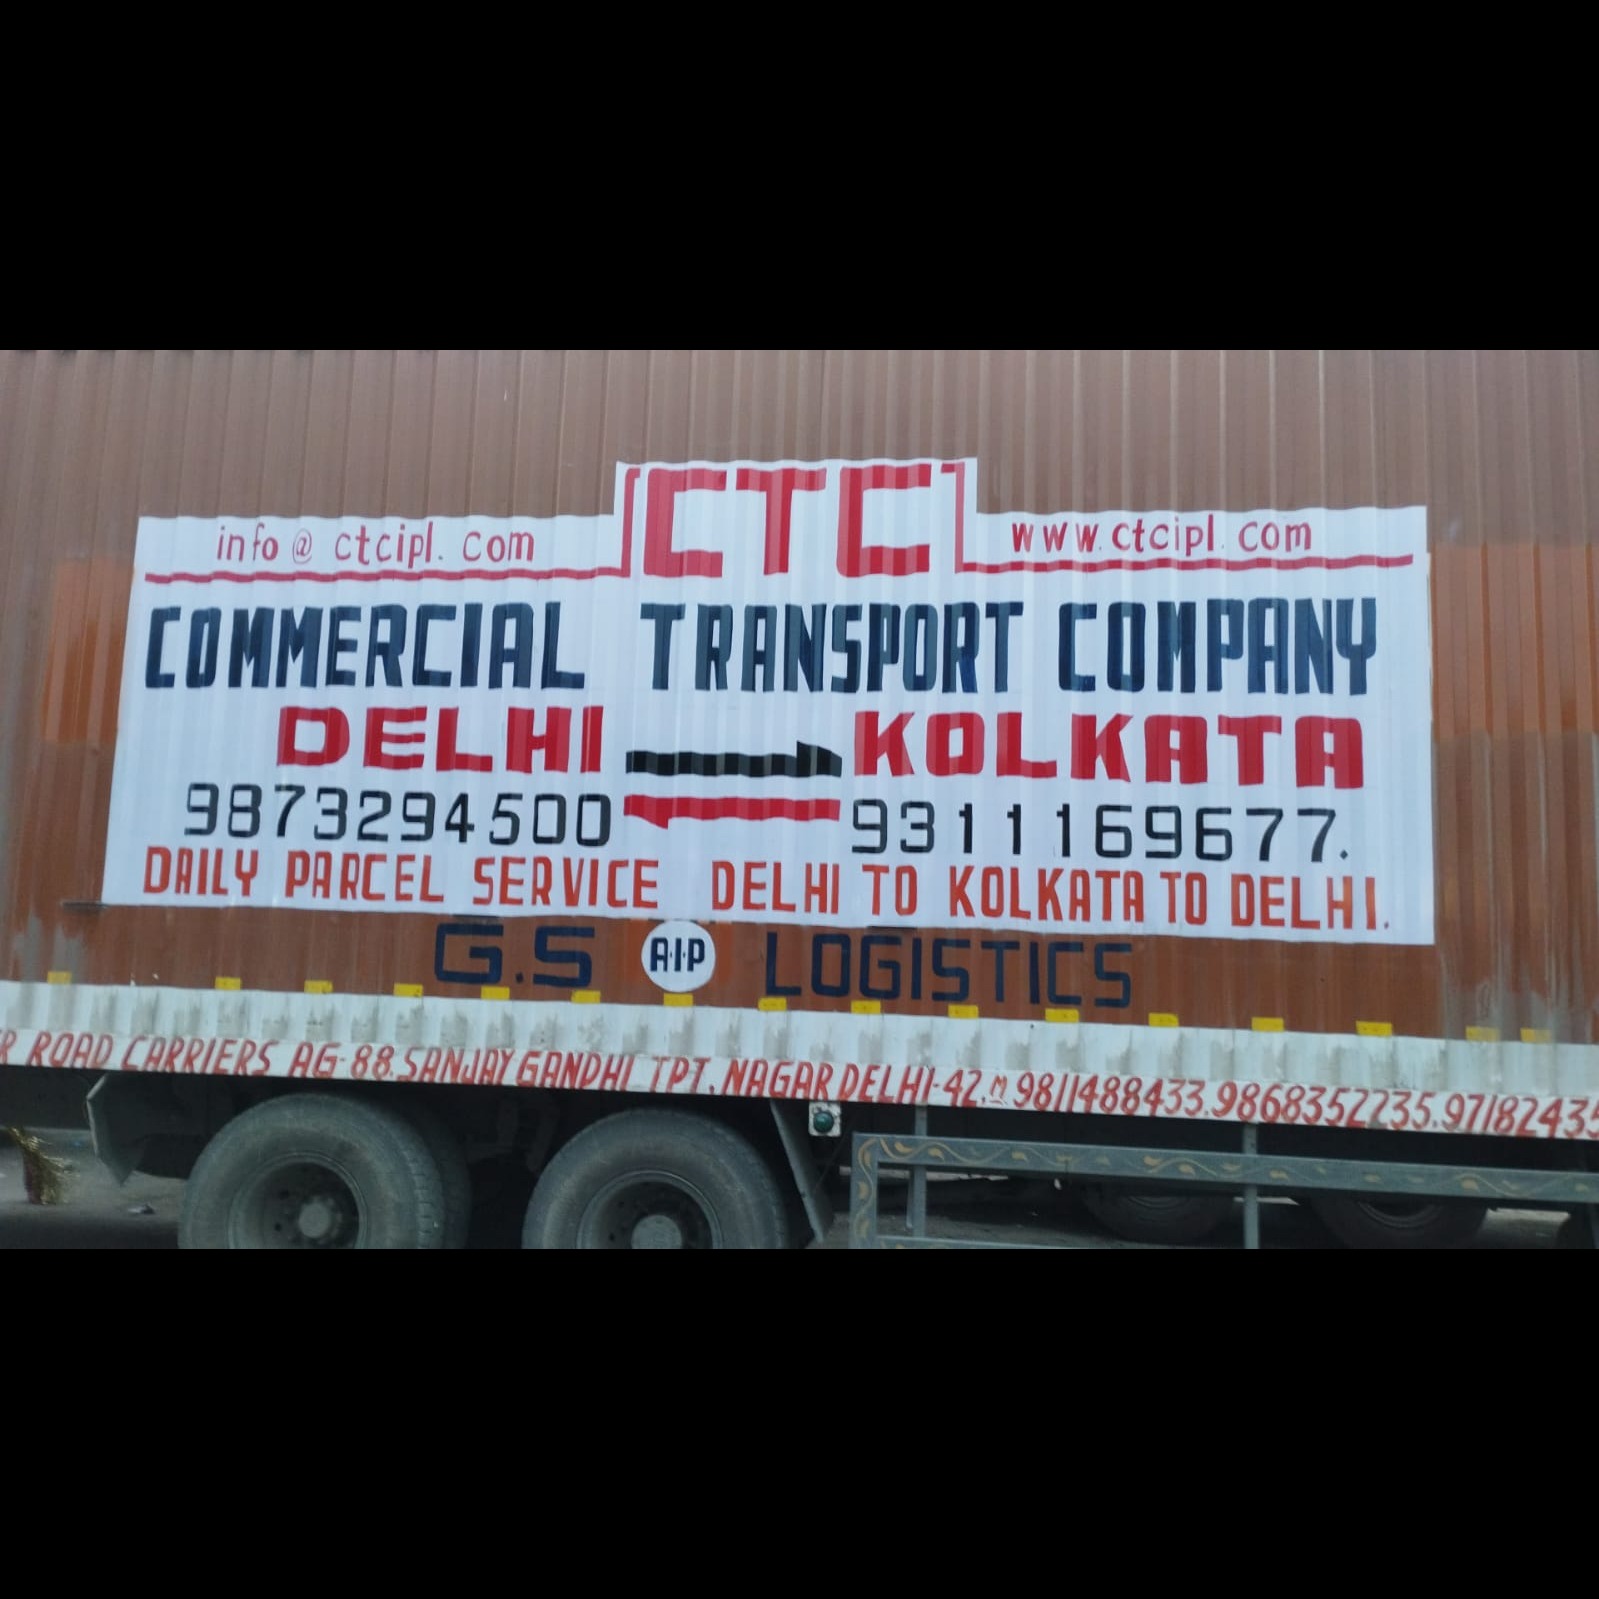 CTC
info@ctcipl.com www.ctcipl.com
COMMERCIAL TRANSPORT COMPANY
DELHI KOLKATA
9873294500 9311169677.
DAILY PARCEL SERVICE DELHI TO KOLKATA TO DELHI.
G.S A·I·P LOGISTICS
ROAD CARRIERS AG-88.SANJAY GANDHI TPT. NAGAR DELHI-42. M 9811488433.9868352235.9718243